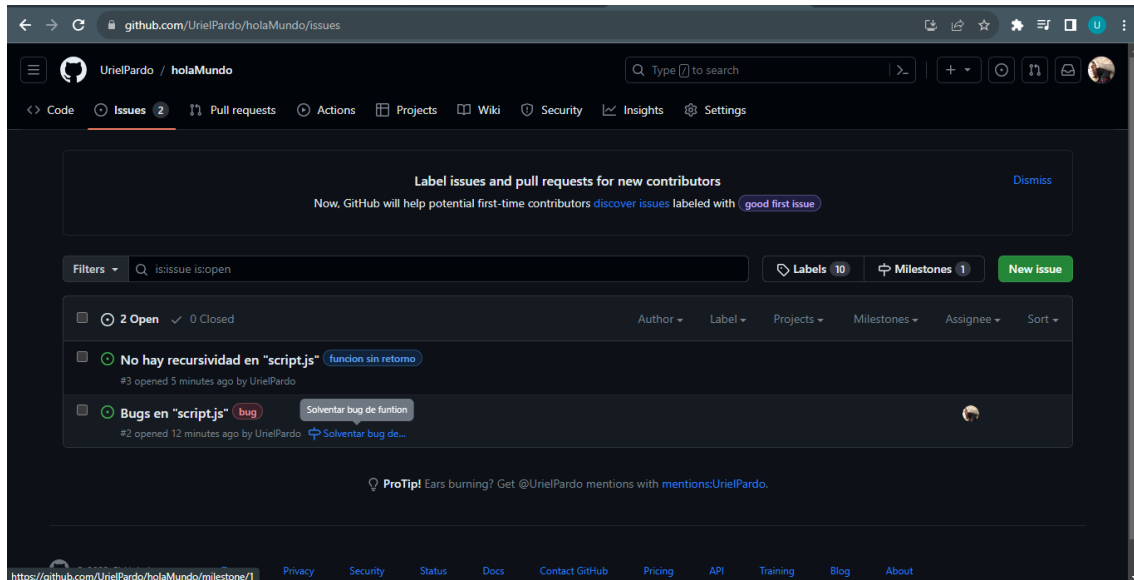 github.com/UrielPardo/holaMundo/issues
U
UrielPardo / holaMundo
Type / to search
Code Issues 2 Pull requests Actions Projects Wiki Security Insights Settings
Label issues and pull requests for new contributors
Dismiss
Now, GitHub will help potential first-time contributors discover issues labeled with good first issue
Filters is:issue is:open Labels 10 Milestones 1 New issue
2 Open 0 Closed Author Label Projects Milestones Assignee Sort
No hay recursividad en "script.js" funcion sin retorno
#3 opened 5 minutes ago by UrielPardo
Bugs en "script.js" bug Solventar bug de funtion
#2 opened 12 minutes ago by UrielPardo Solventar bug de...
ProTip! Ears burning? Get @UrielPardo mentions with mentions:UrielPardo.
Privacy Security Status Docs Contact GitHub Pricing API Training Blog About
https://github.com/UrielPardo/holaMundo/milestone/1